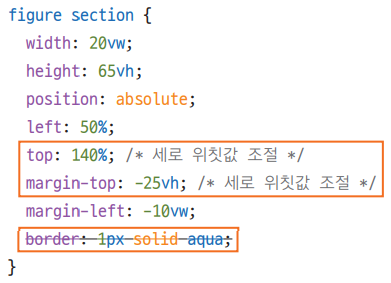 figure section {
width: 20vw;
height: 65vh;
position: absolute;
left: 50%;
top: 140%; /* 세로 위칫값 조절 */
margin-top: -25vh; /* 세로 위칫값 조절 */
margin-left: -10vw;
border: 1px solid aqua;
}